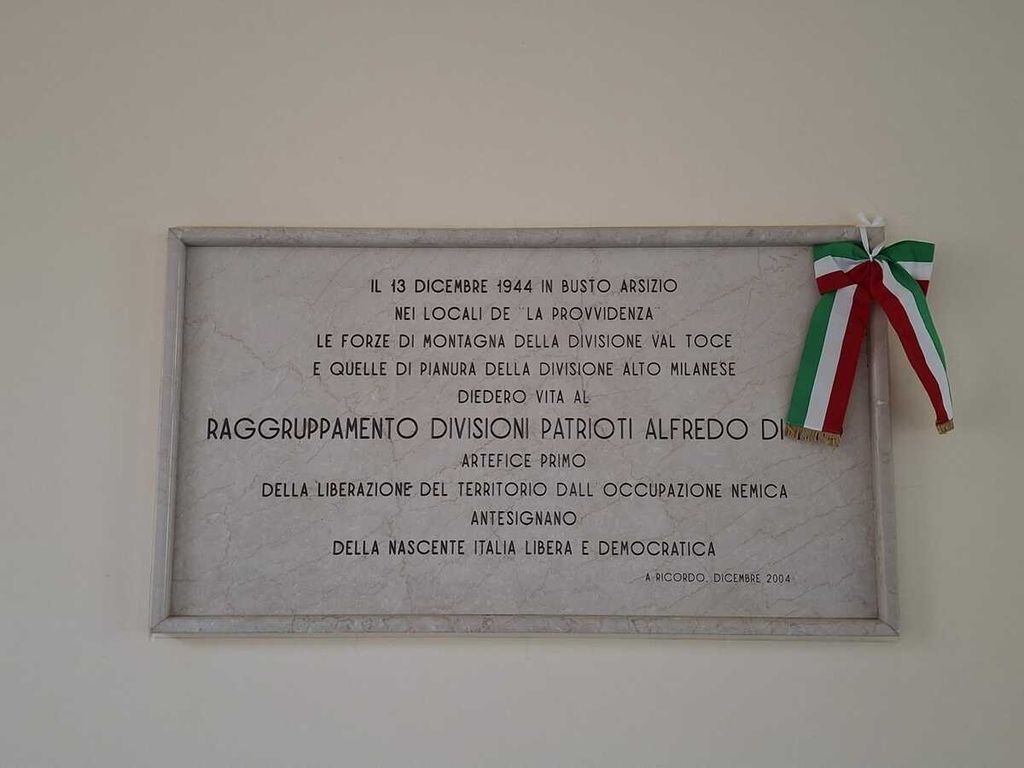 IL 13 DICEMBRE 1944 IN BUSTO ARSIZIO
NEI LOCALI DE "LA PROVVIDENZA"
LE FORZE DI MONTAGNA DELLA DIVISIONE VAL TOCE
E QUELLE DI PIANURA DELLA DIVISIONE ALTO MILANESE
DIEDERO VITA AL
RAGGRUPPAMENTO DIVISIONI PATRIOTI ALFREDO
ARTEFICE PRIMO
DELLA LIBERAZIONE DEL TERRITORIO DALL'OCCUPAZIONE NEMICA
ANTESIGNANO
DELLA NASCENTE ITALIA LIBERA E DEMOCRATICA
A RICORDO, DICEMBRE 2004